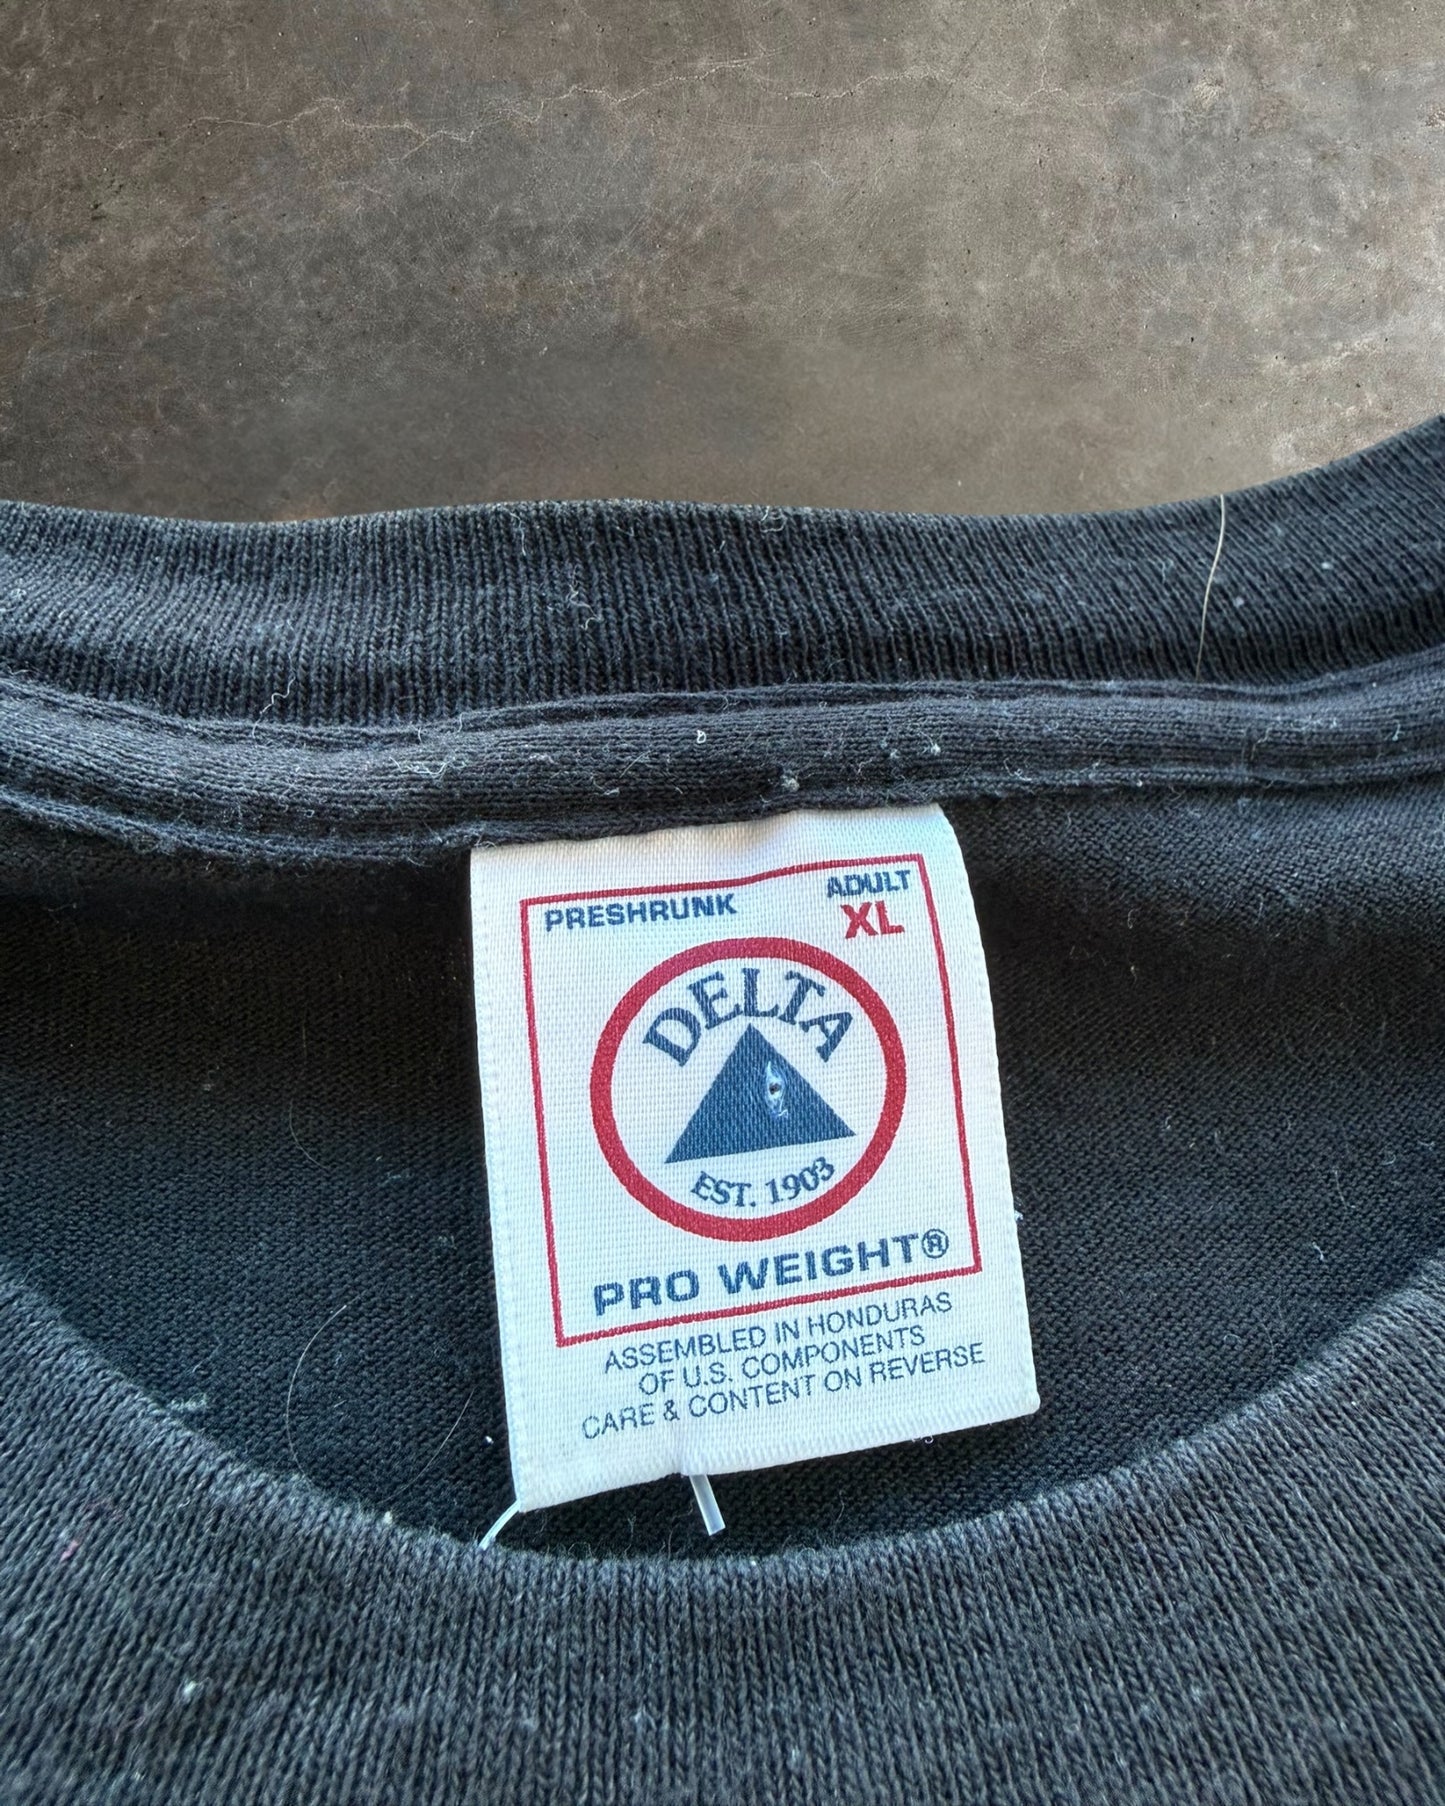 PRESHRUNK
ADULT
XL
DELTA
EST. 1903
PRO WEIGHT®
ASSEMBLED IN HONDURAS
OF U.S. COMPONENTS
CARE & CONTENT ON REVERSE